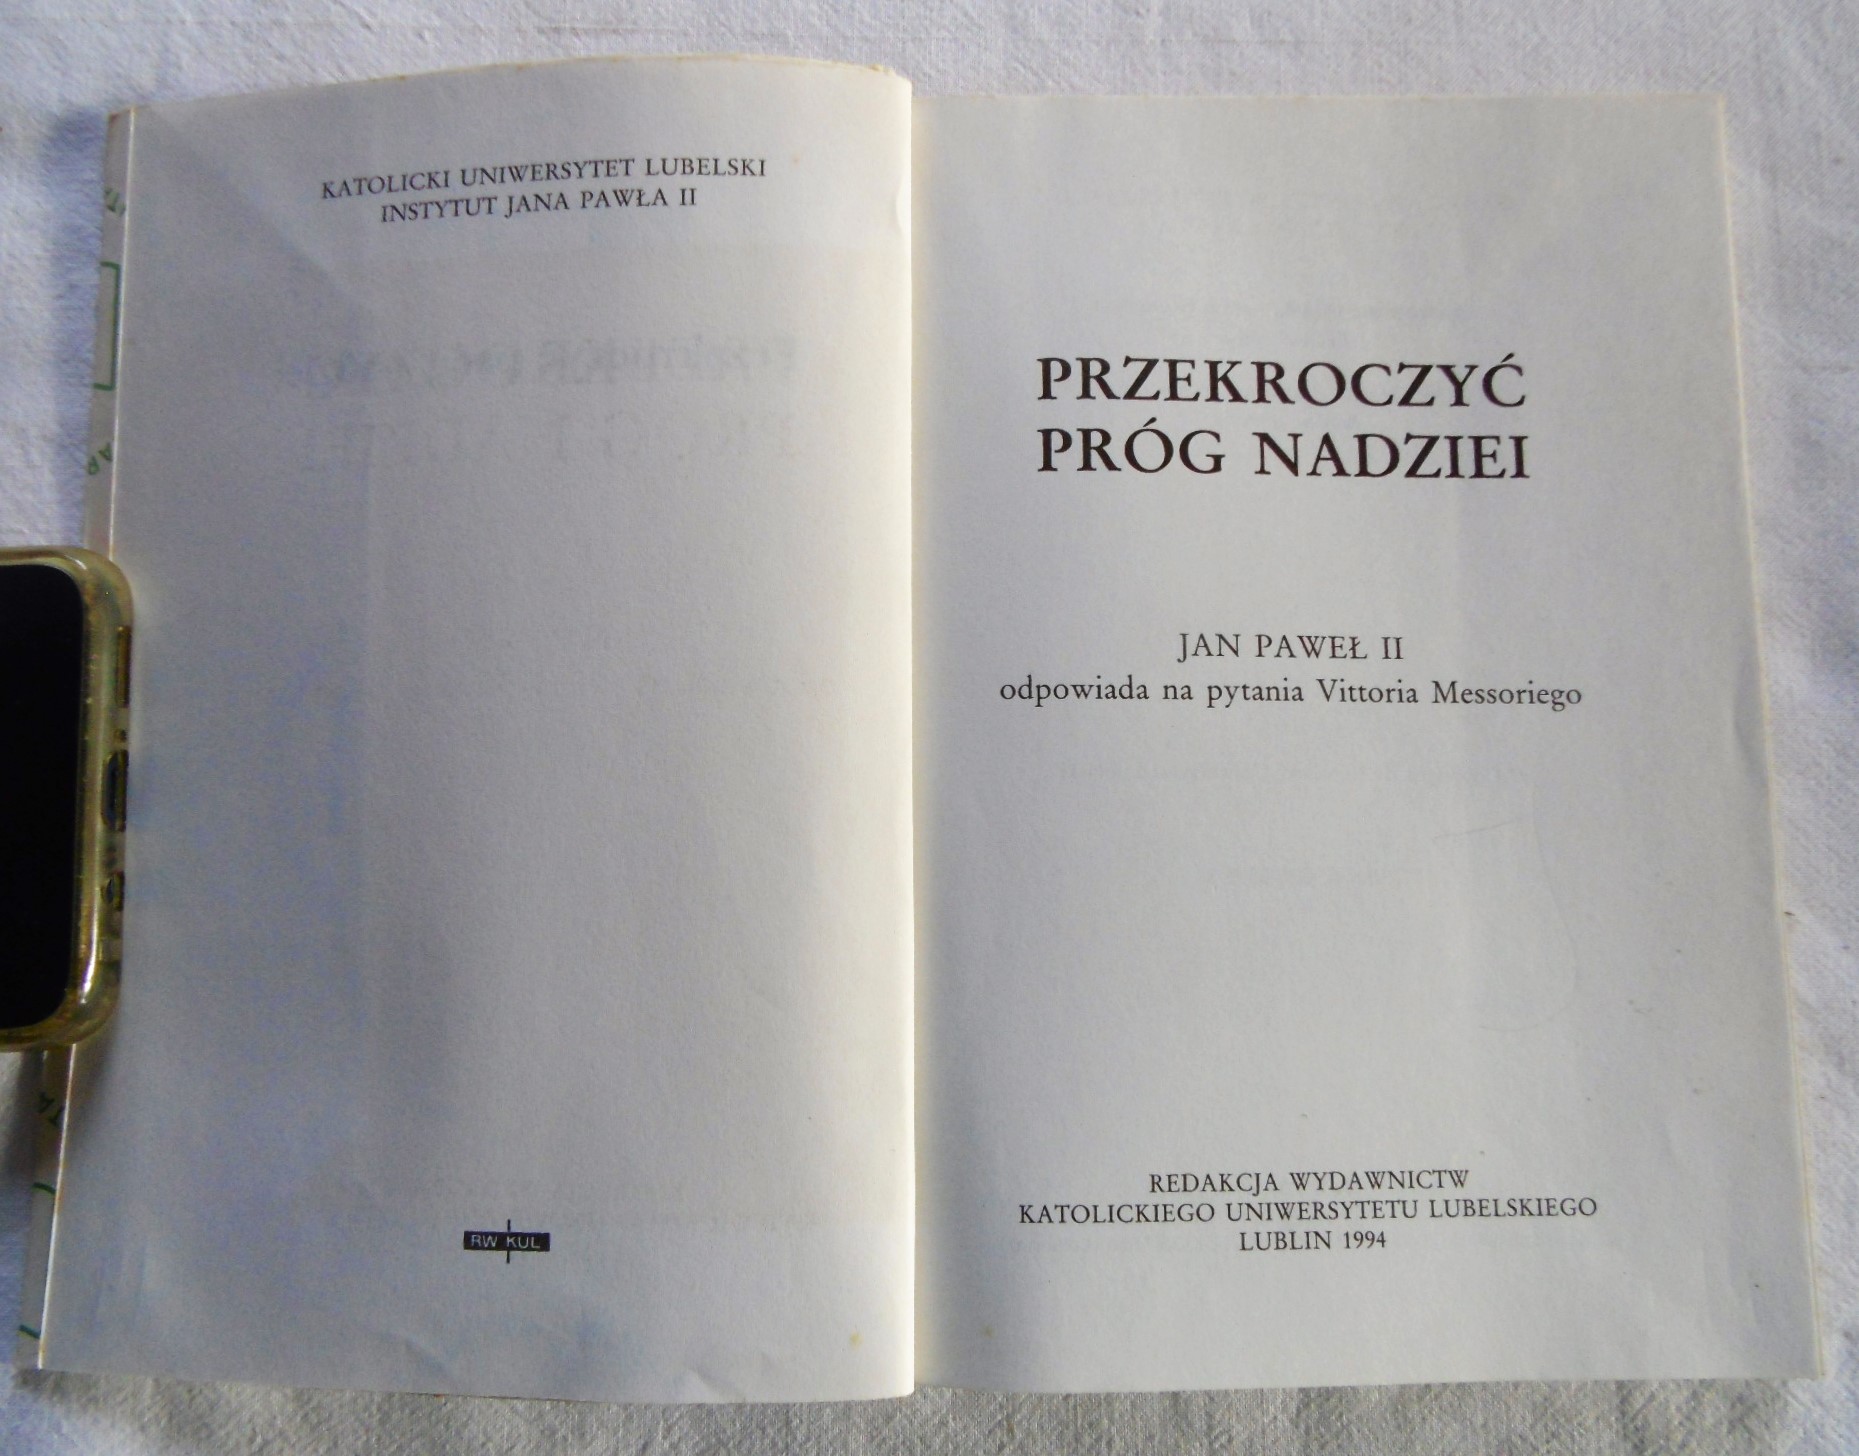 KATOLICKI UNIWERSYTET LUBELSKI
INSTYTUT JANA PAWŁA II
RW KUL
PRZEKROCZYĆ
PRÓG NADZIEI
JAN PAWEŁ II
odpowiada na pytania Vittoria Messoriego
REDAKCJA WYDAWNICTW
KATOLICKIEGO UNIWERSYTETU LUBELSKIEGO
LUBLIN 1994